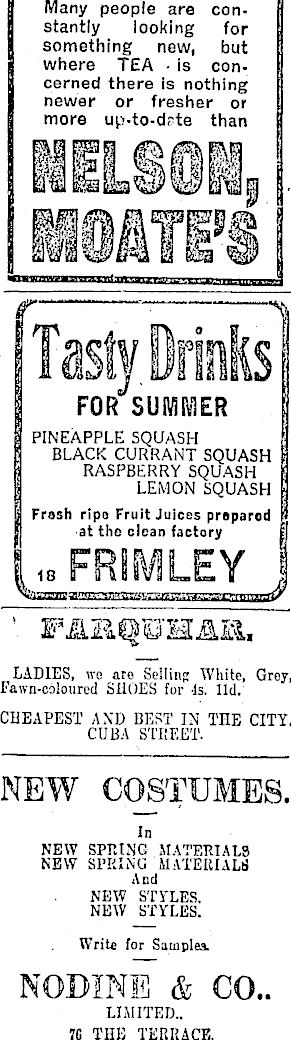 Many people are con-
stantly looking for
something new, but
where TEA is con-
cerned there is nothing
newer or fresher or
more up-to-date than
NELSON,
MOATE'S
Tasty Drinks
FOR SUMMER
PINEAPPLE SQUASH
BLACK CURRANT SQUASH
RASPBERRY SQUASH
LEMON SQUASH
Fresh ripe Fruit Juices prepared
at the clean factory
18 FRIMLEY
FARQUHAR,
LADIES, we are Selling White, Grey,
Fawn-coloured SHOES for 4s. 11d.
CHEAPEST AND BEST IN THE CITY.
CUBA STREET.
NEW COSTUMES.
In
NEW SPRING MATERIALS
NEW SPRING MATERIALS
And
NEW STYLES.
NEW STYLES.
Write for Samples.
NODINE & CO..
LIMITED..
76 THE TERRACE.